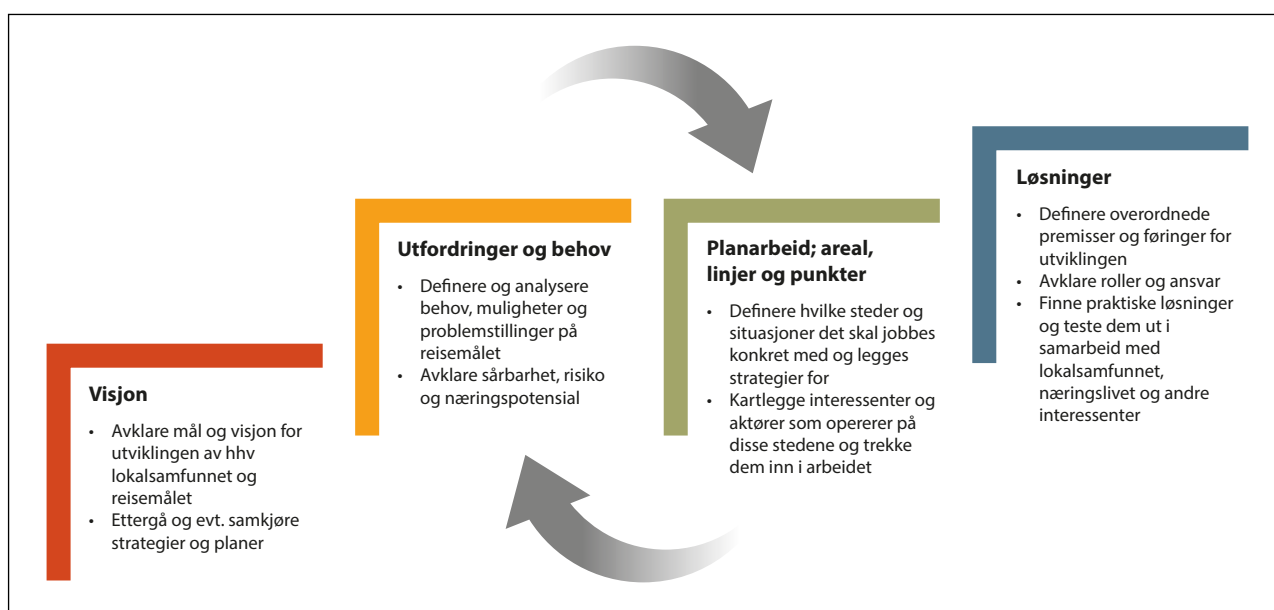 Visjon
• Avklare mål og visjon for
utviklingen av hhv
lokalsamfunnet og
reisemålet
• Ettergå og evt. samkjøre
strategier og planer
Utfordringer og behov
• Definere og analysere
behov, muligheter og
problemstillinger på
reisemålet
• Avklare sårbarhet, risiko
og næringspotensial
Planarbeid; areal,
linjer og punkter
• Definere hvilke steder og
situasjoner det skal jobbes
konkret med og legges
strategier for
• Kartlegge interessenter og
aktører som opererer på
disse stedene og trekke
dem inn i arbeidet
Løsninger
• Definere overordnede
premisser og føringer for
utviklingen
• Avklare roller og ansvar
• Finne praktiske løsninger
og teste dem ut i
samarbeid med
lokalsamfunnet,
næringslivet og andre
interessenter